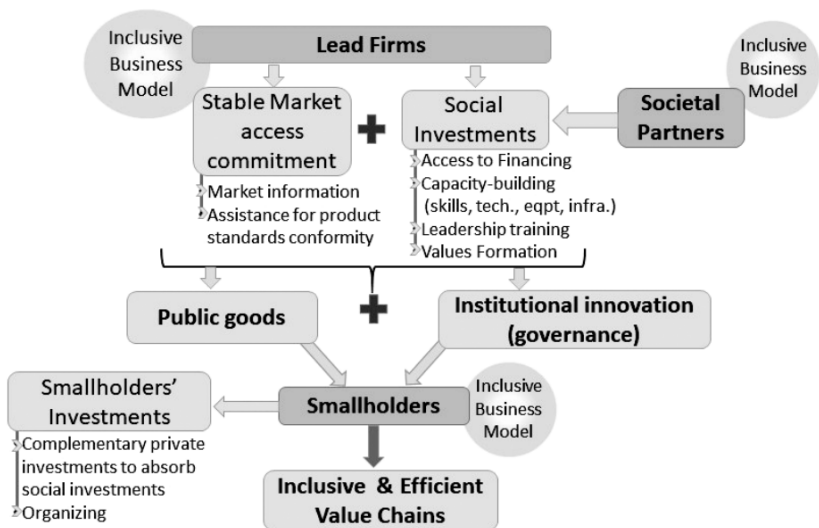 Inclusive
Business
Model
Lead Firms
Inclusive
Business
Model
Stable Market
access
commitment
Social
Investments
Societal
Partners
Market information
Assistance for product
standards conformity
Access to Financing
Capacity-building
(skills, tech., eqpt, infra.)
Leadership training
Values Formation
Public goods
Institutional innovation
(governance)
Smallholders'
Investments
Complementary private
investments to absorb
social investments
Organizing
Smallholders
Inclusive
Business
Model
Inclusive & Efficient
Value Chains